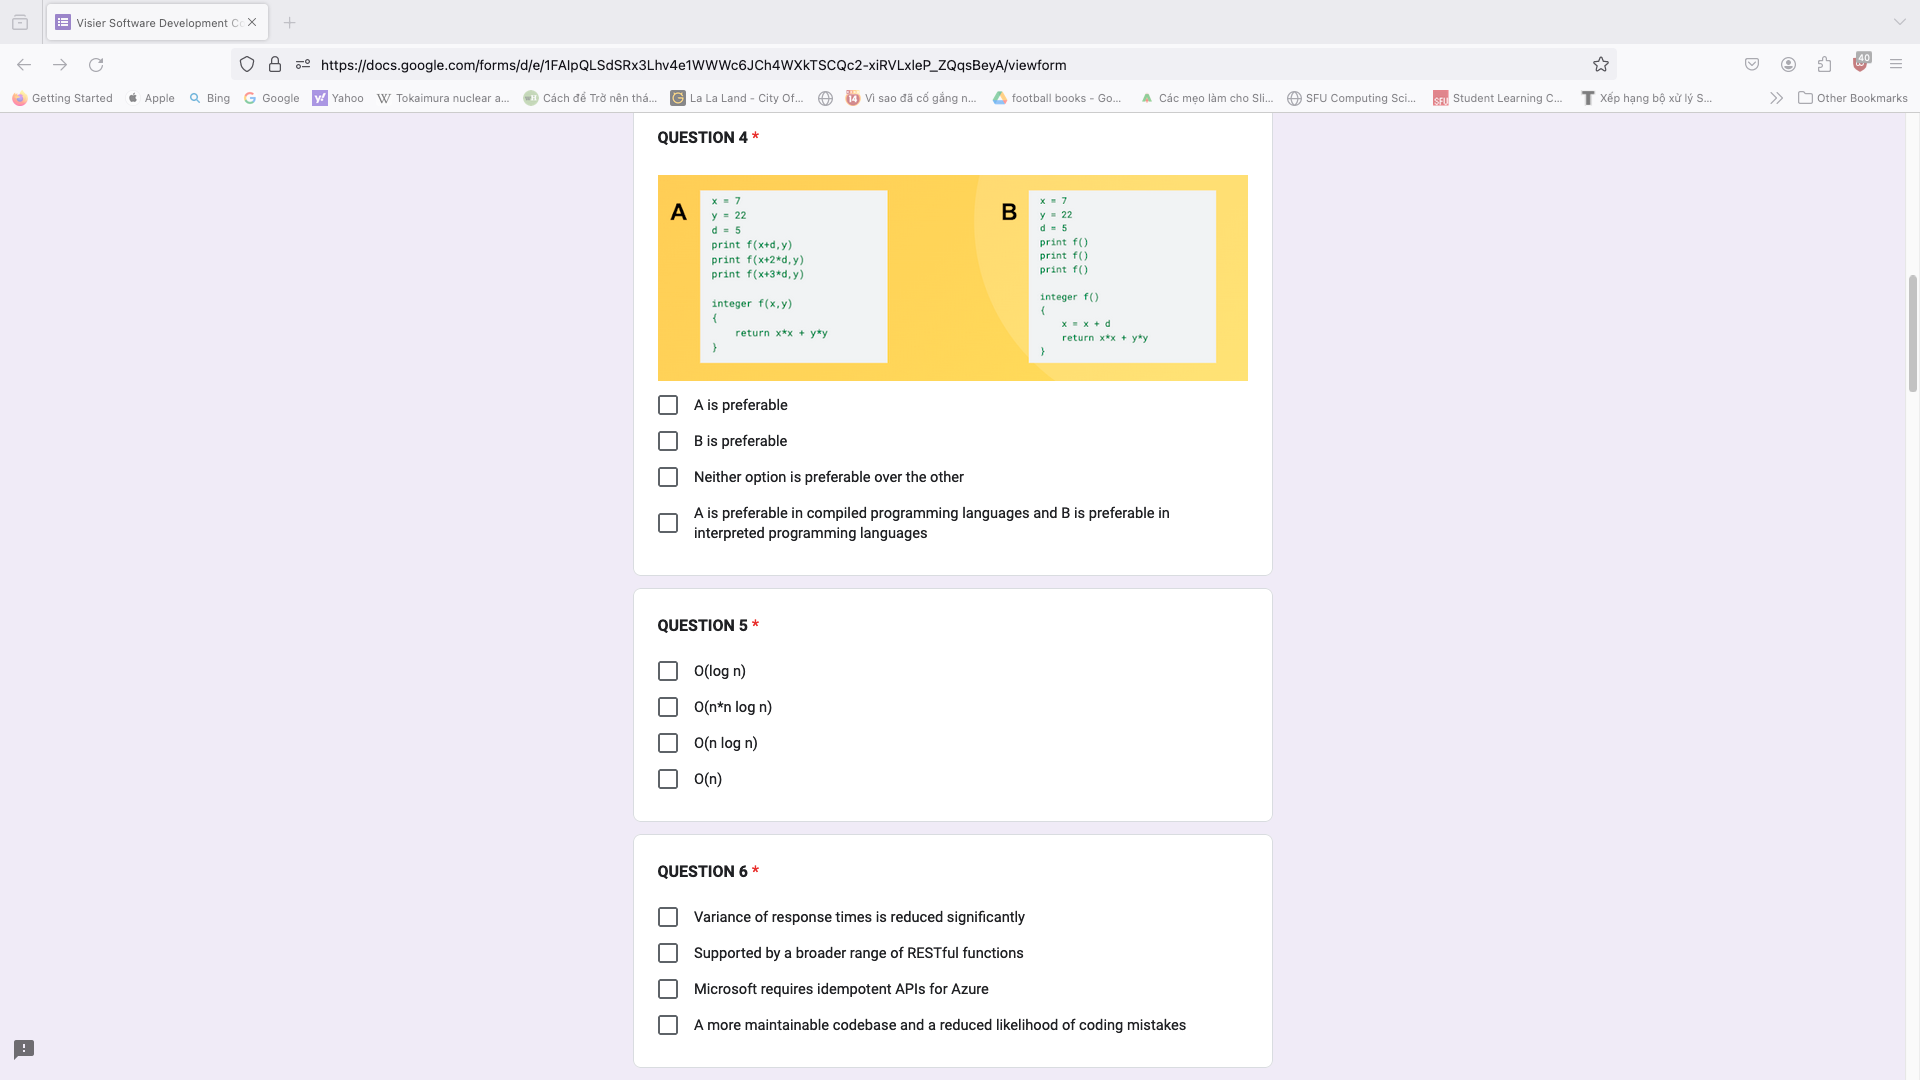 Visier Software Development Co
https://docs.google.com/forms/d/e/1FAIpQLSdSRx3Lhv4e1WWWc6JCh4WXkTSCQc2-xiRVLxleP_ZQqsBeyA/viewform
40
Getting Started
Apple
Bing
Google
Yahoo
Tokaimura nuclear a...
Cách để Trở nên thá...
La La Land - City Of...
Vì sao đã cố gắng n...
football books - Go...
Các mẹo làm cho Sli...
SFU Computing Sci...
Student Learning C...
Xếp hạng bộ xử lý S...
Other Bookmarks
QUESTION 4 *
A
x = 7
y = 22
d = 5
print f(x+d,y)
print f(x+2*d,y)
print f(x+3*d,y)
integer f(x,y)
{
return x*x + y*y
}
B
x = 7
y = 22
d = 5
print f()
print f()
print f()
integer f()
{
x = x + d
return x*x + y*y
}
A is preferable
B is preferable
Neither option is preferable over the other
A is preferable in compiled programming languages and B is preferable in
interpreted programming languages
QUESTION 5 *
O(log n)
O(n*n log n)
O(n log n)
O(n)
QUESTION 6 *
Variance of response times is reduced significantly
Supported by a broader range of RESTful functions
Microsoft requires idempotent APIs for Azure
A more maintainable codebase and a reduced likelihood of coding mistakes